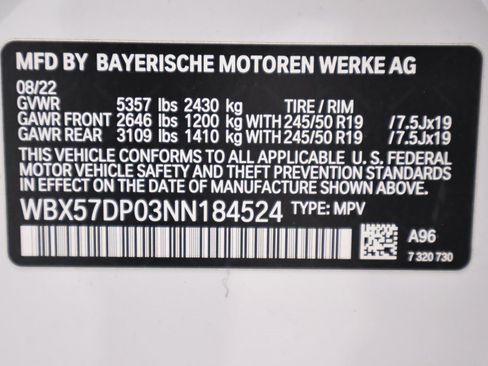 MFD BY BAYERISCHE MOTOREN WERKE AG
08/22
GVWR 5357 lbs 2430 kg TIRE / RIM
GAWR FRONT 2646 lbs 1200 kg WITH 245/50 R19 /7.5Jx19
GAWR REAR 3109 lbs 1410 kg WITH 245/50 R19 /7.5Jx19
THIS VEHICLE CONFORMS TO ALL APPLICABLE U.S. FEDERAL
MOTOR VEHICLE SAFETY AND THEFT PREVENTION STANDARDS
IN EFFECT ON THE DATE OF MANUFACTURE SHOWN ABOVE.
WBX57DP03NN184524 TYPE: MPV
A96
7 320 730